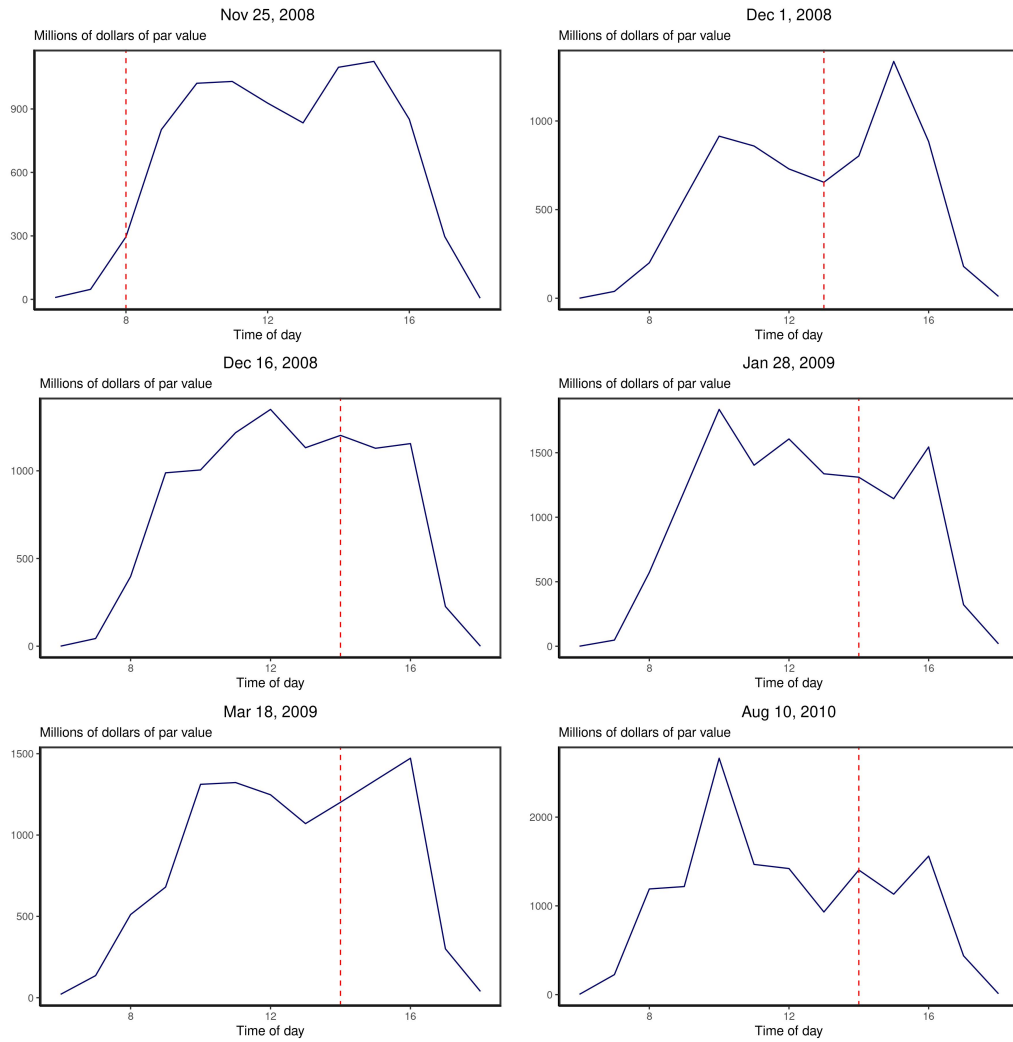 Nov 25, 2008
Millions of dollars of par value
900
600
300
0
8 12 16
Time of day
Dec 1, 2008
Millions of dollars of par value
1000
500
0
8 12 16
Time of day
Dec 16, 2008
Millions of dollars of par value
1000
500
0
8 12 16
Time of day
Jan 28, 2009
Millions of dollars of par value
1500
1000
500
0
8 12 16
Time of day
Mar 18, 2009
Millions of dollars of par value
1500
1000
500
0
8 12 16
Time of day
Aug 10, 2010
Millions of dollars of par value
2000
1000
0
8 12 16
Time of day